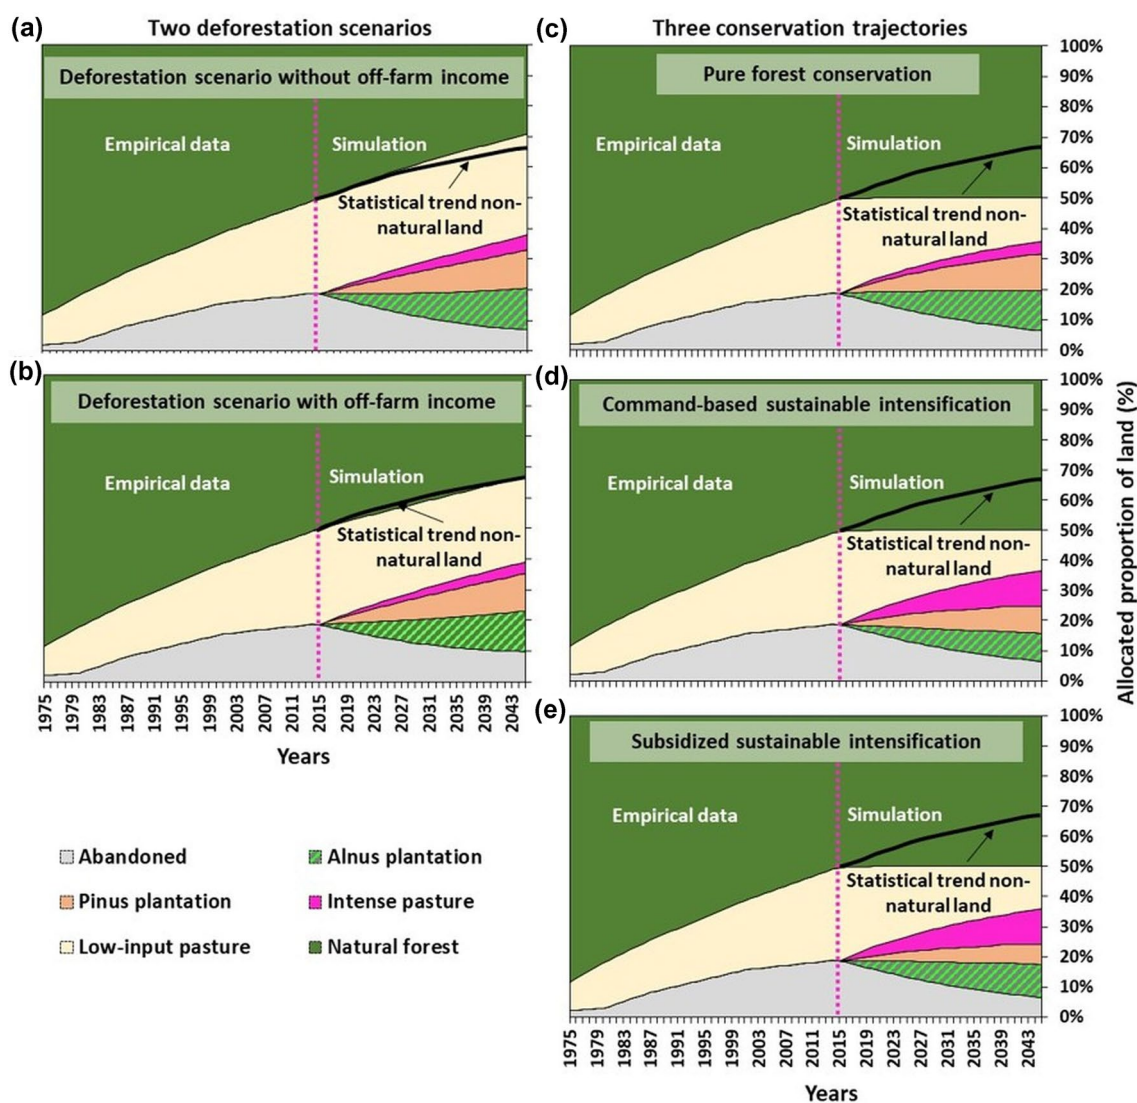 (a)
Two deforestation scenarios
Deforestation scenario without off-farm income
Empirical data
Simulation
Statistical trend non-
natural land
(c)
Three conservation trajectories
Pure forest conservation
Empirical data
Simulation
Statistical trend non-
natural land
100%
90%
80%
70%
60%
50%
40%
30%
20%
10%
0%
(b)
Deforestation scenario with off-farm income
Empirical data
Simulation
Statistical trend non-
natural land
1975
1979
1983
1987
1991
1995
1999
2003
2007
2011
2015
2019
2023
2027
2031
2035
2039
2043
Years
(d)
Command-based sustainable intensification
Empirical data
Simulation
Statistical trend non-
natural land
100%
90%
80%
70%
60%
50%
40%
30%
20%
10%
0%
Allocated proportion of land (%)
(e)
Subsidized sustainable intensification
Empirical data
Simulation
Statistical trend non-
natural land
100%
90%
80%
70%
60%
50%
40%
30%
20%
10%
0%
1975
1979
1983
1987
1991
1995
1999
2003
2007
2011
2015
2019
2023
2027
2031
2035
2039
2043
Years
Abandoned
Alnus plantation
Pinus plantation
Intense pasture
Low-input pasture
Natural forest